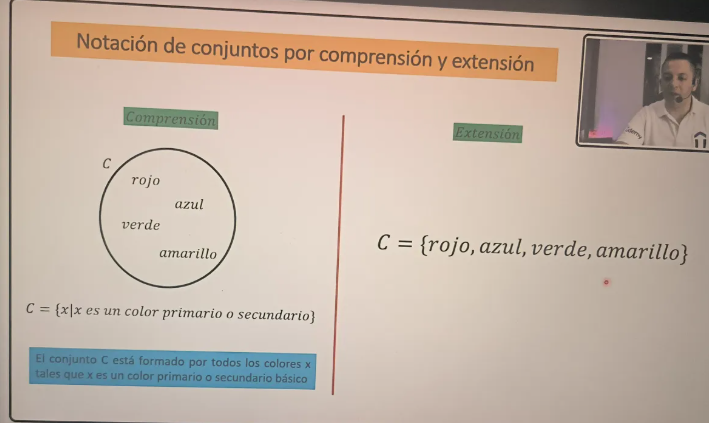 Notación de conjuntos por comprensión y extensión
Comprensión
C
rojo
azul
verde
amarillo
C = {x|x es un color primario o secundario}
El conjunto C está formado por todos los colores x
tales que x es un color primario o secundario básico
Extensión
C = {rojo, azul, verde, amarillo}